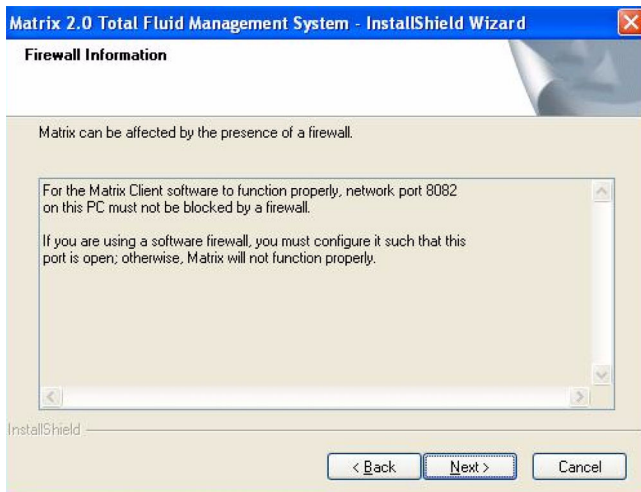 Matrix 2.0 Total Fluid Management System - InstallShield Wizard
Firewall Information
Matrix can be affected by the presence of a firewall.
For the Matrix Client software to function properly, network port 8082
on this PC must not be blocked by a firewall.
If you are using a software firewall, you must configure it such that this
port is open; otherwise, Matrix will not function properly.
InstallShield
< Back
Next >
Cancel